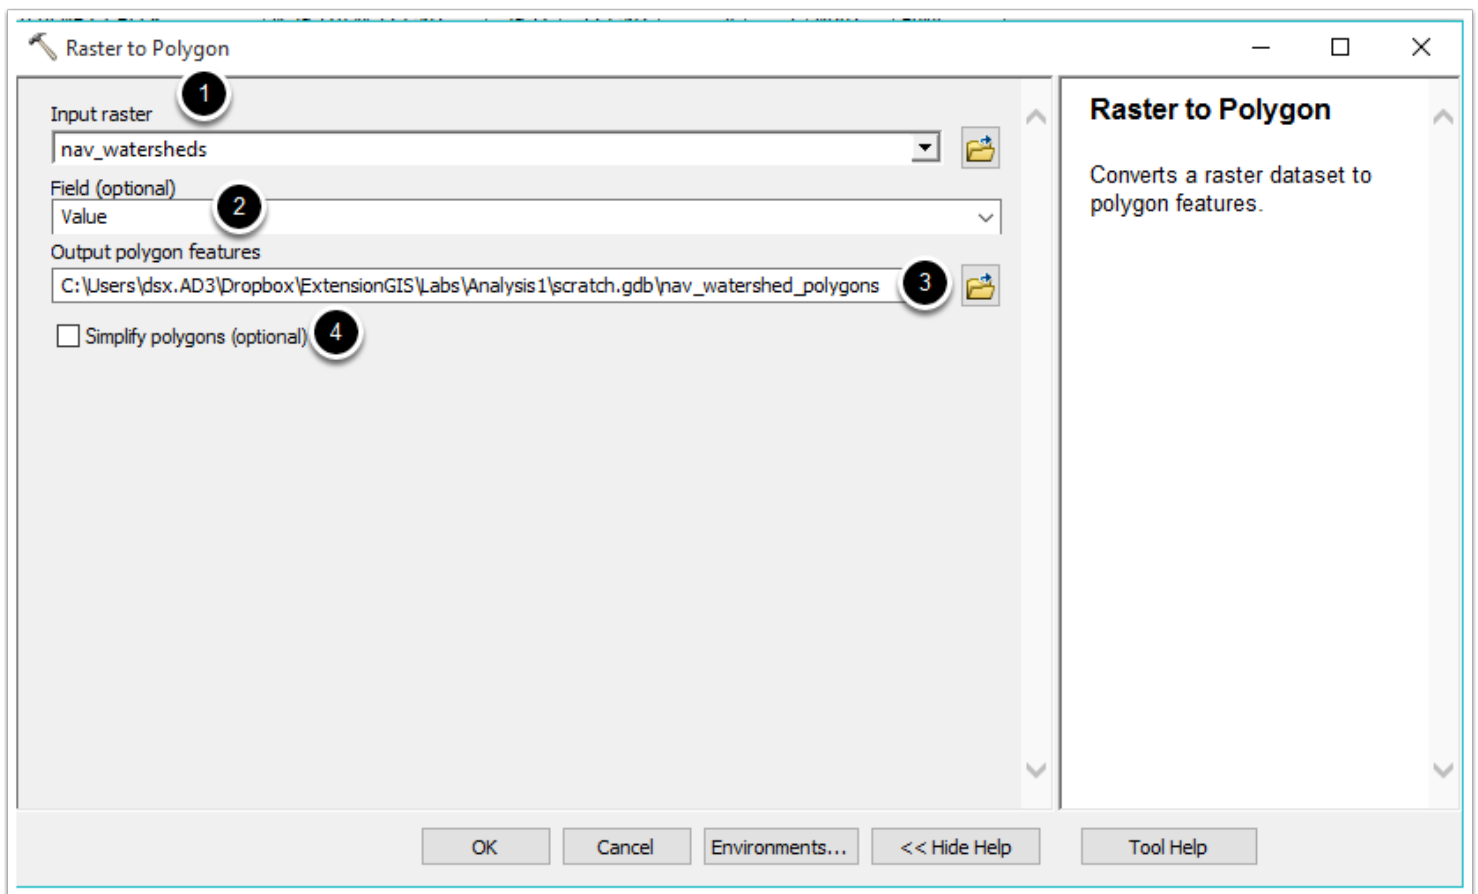 Raster to Polygon
1
Input raster
nav_watersheds
Field (optional)
2
Value
Output polygon features
C:\Users\dsx.AD3\Dropbox\ExtensionGIS\Labs\Analysis1\scratch.gdb\nav_watershed_polygons
3
Simplify polygons (optional)
4
Raster to Polygon
Converts a raster dataset to
polygon features.
OK
Cancel
Environments...
<< Hide Help
Tool Help